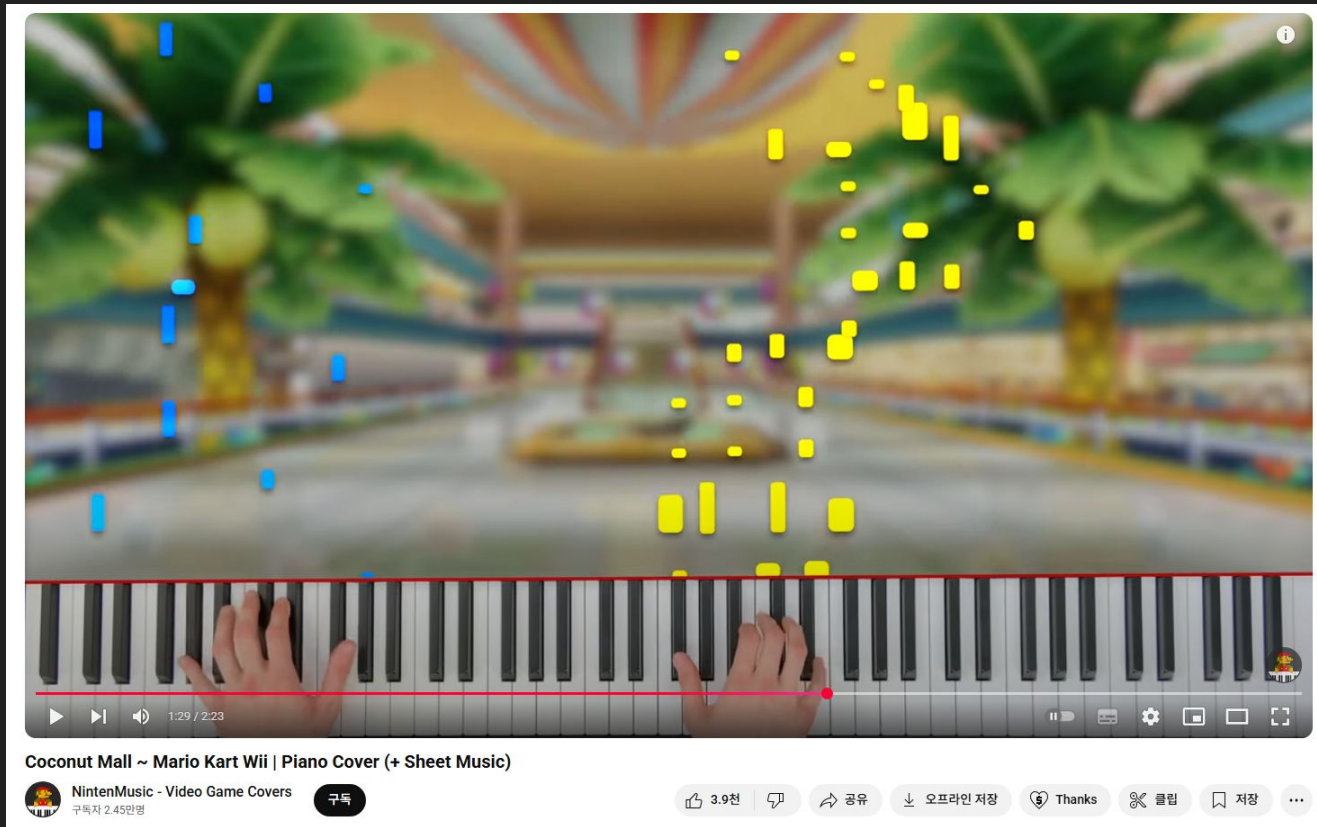 1:29 / 2:23
Coconut Mall ~ Mario Kart Wii | Piano Cover (+ Sheet Music)
NintenMusic - Video Game Covers
구독자 2.45만명
구독
3.9천
공유
오프라인 저장
Thanks
클립
저장